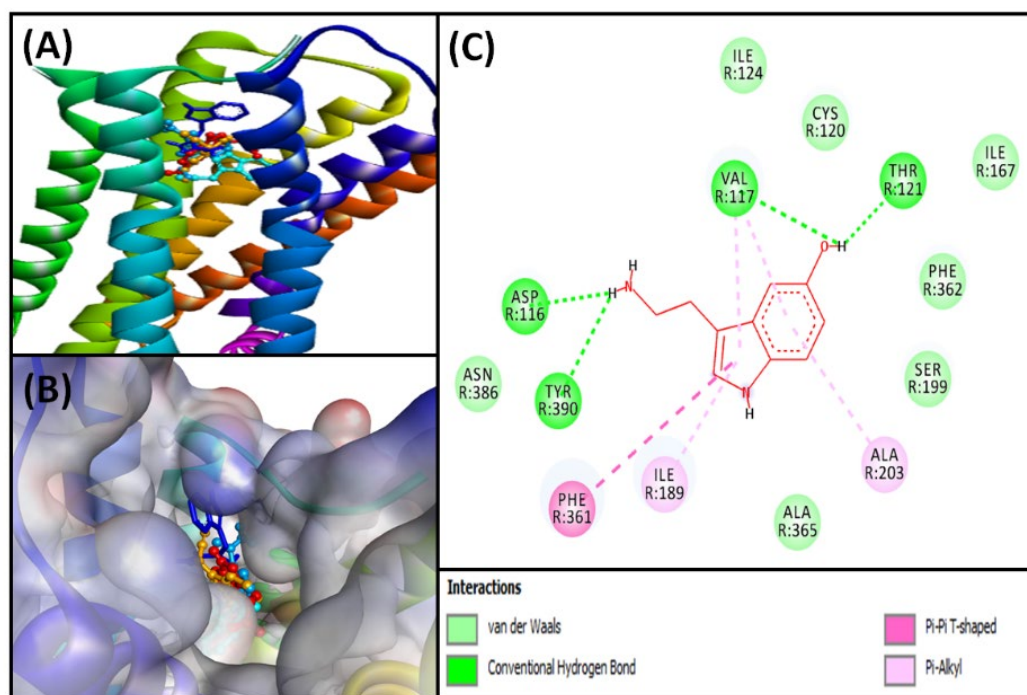 (A)
(B)
(C)
ILE
R:124
CYS
R:120
ILE
R:167
VAL
R:117
THR
R:121
O
H
PHE
R:362
H
H
N
ASP
R:116
SER
R:199
ASN
R:386
TYR
R:390
N
H
ALA
R:203
ILE
R:189
PHE
R:361
ALA
R:365
Interactions
van der Waals
Conventional Hydrogen Bond
Pi-Pi T-shaped
Pi-Alkyl